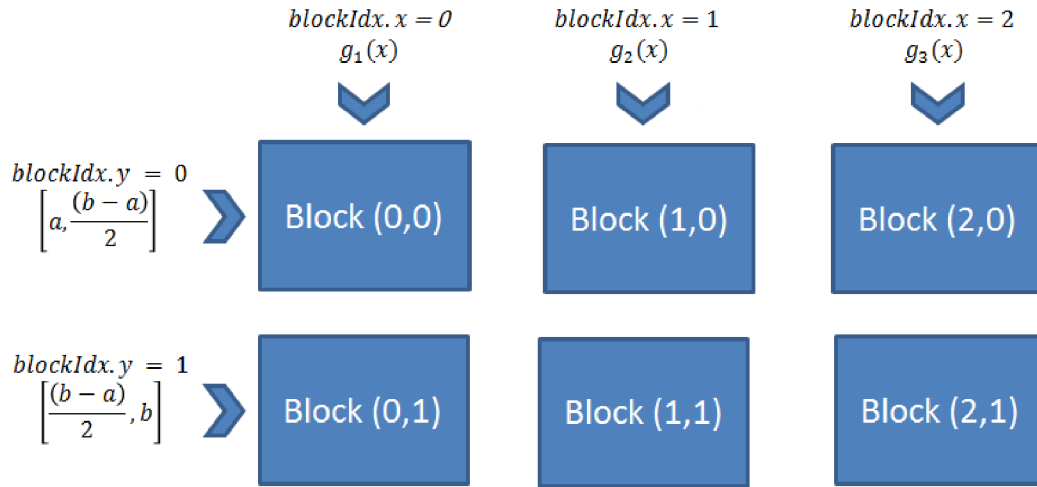 blockIdx.x = 0 blockIdx.x = 1 blockIdx.x = 2
g₁(x) g₂(x) g₃(x)
blockIdx.y = 0
[a, (b − a)/2]
Block (0,0) Block (1,0) Block (2,0)
blockIdx.y = 1
[(b − a)/2, b]
Block (0,1) Block (1,1) Block (2,1)